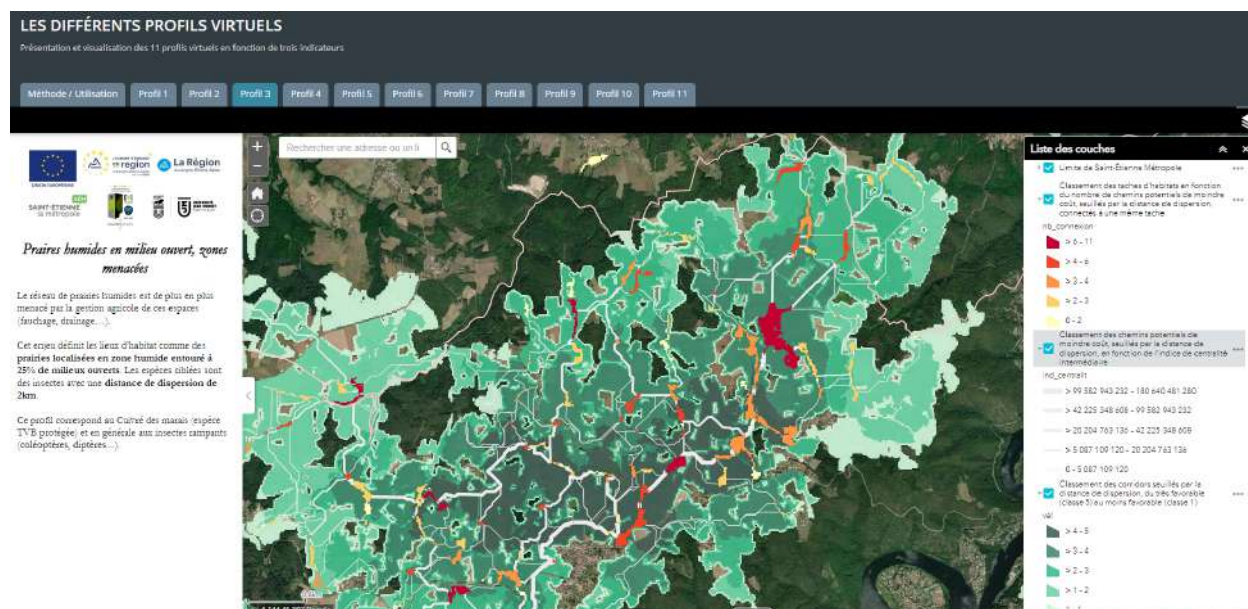 LES DIFFÉRENTS PROFILS VIRTUELS
Présentation et visualisation des 11 profils virtuels en fonction de trois indicateurs
Méthode / Utilisation Profil 1 Profil 2 Profil 3 Profil 4 Profil 5 Profil 6 Profil 7 Profil 8 Profil 9 Profil 10 Profil 11
+
−
Rechercher une adresse ou un li
UNION EUROPÉENNE
région
La Région
SAINT-ÉTIENNE
la métropole
Praires humides en milieu ouvert, zones
menacées
Le réseau de prairies humides est de plus en plus
menacé par la gestion agricole de ces espaces
(fauchage, drainage...).
Cet enjeu définit les lieux d'habitat comme des
prairies localisées en zone humide entouré à
25% de milieux ouverts. Les espèces ciblées sont
des insectes avec une distance de dispersion de
2km.
Ce profil correspond au Cuivré des marais (espèce
TVB protégée) et en générale aux insectes rampants
(coléoptères, diptères...).
Liste des couches
Limite de Saint-Étienne Métropole
Classement des taches d'habitats en fonction
du nombre de chemins potentiels de moindre
coût, seuillés par la distance de dispersion,
connectés à une même tache
nb_connexion
> 6 - 11
> 4 - 6
> 3 - 4
> 2 - 3
0 - 2
Classement des chemins potentiels de
moindre coût, seuillés par la distance de
dispersion, en fonction de l'indice de centralité
intermédiaire
ind_centralit
> 99 582 943 232 - 180 640 481 280
> 42 225 348 608 - 99 582 943 232
> 20 204 763 136 - 42 225 348 608
> 5 087 109 120 - 20 204 763 136
0 - 5 087 109 120
Classement des corridors seuillés par la
distance de dispersion, du très favorable
(classe 5) au moins favorable (classe 1)
val
> 4 - 5
> 3 - 4
> 2 - 3
> 1 - 2